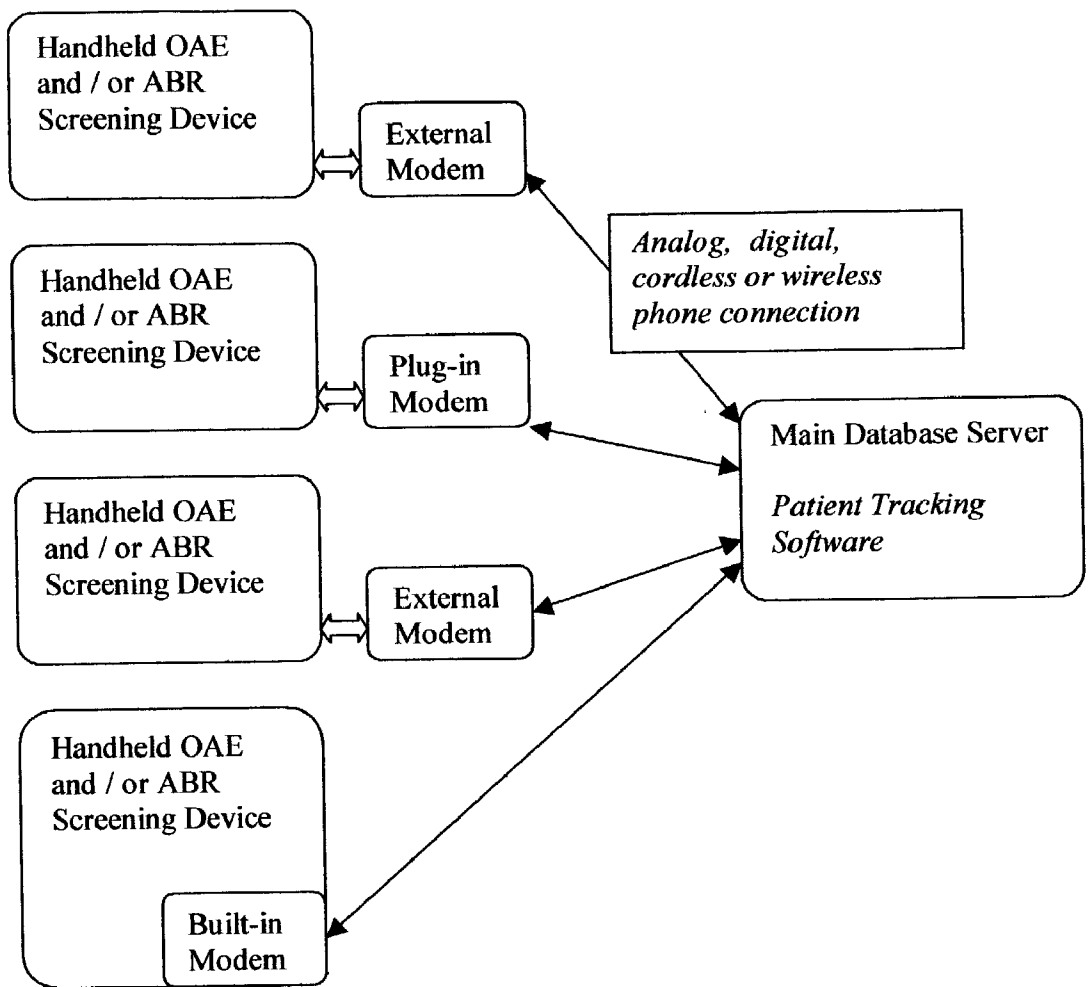 Handheld OAE
and / or ABR
Screening Device
External
Modem
Analog, digital,
cordless or wireless
phone connection
Handheld OAE
and / or ABR
Screening Device
Plug-in
Modem
Main Database Server
Patient Tracking
Software
Handheld OAE
and / or ABR
Screening Device
External
Modem
Handheld OAE
and / or ABR
Screening Device
Built-in
Modem